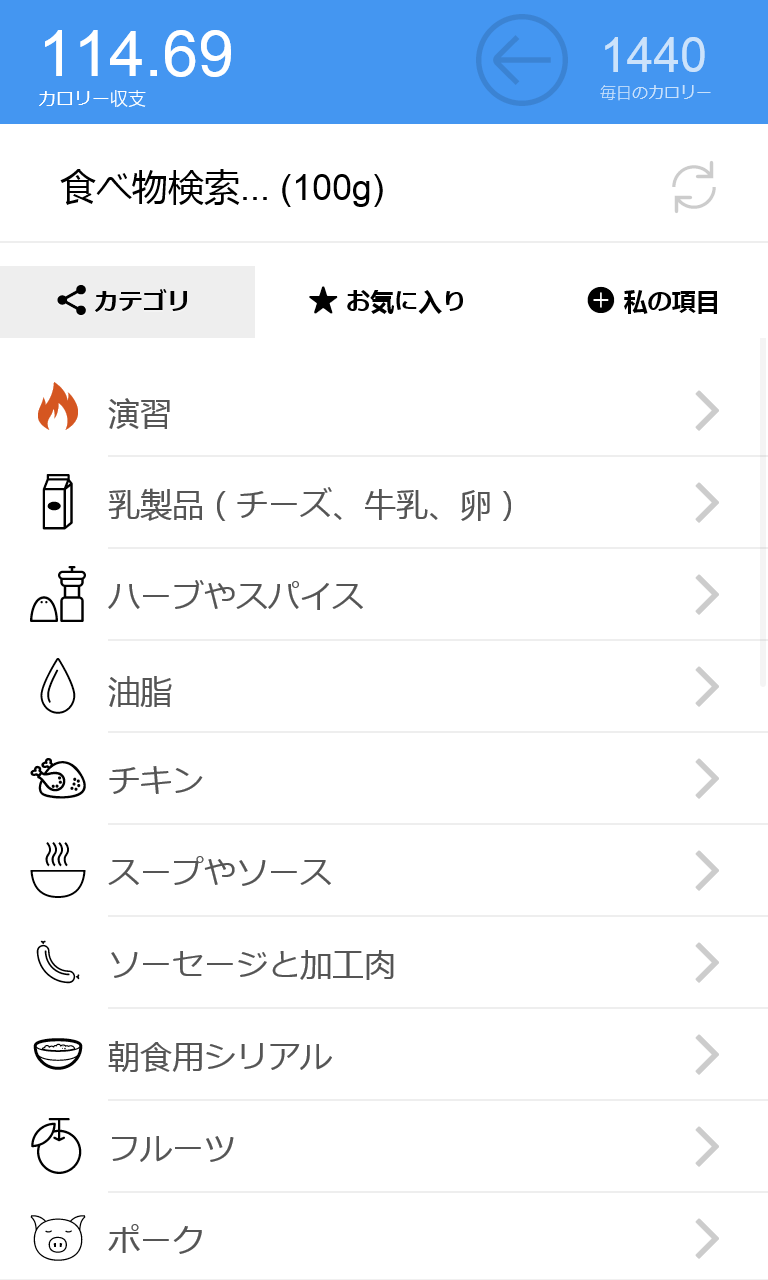 114.69
カロリー収支
1440
毎日のカロリー
食べ物検索... (100g)
カテゴリ
お気に入り
私の項目
演習
乳製品 ( チーズ、牛乳、卵 )
ハーブやスパイス
油脂
チキン
スープやソース
ソーセージと加工肉
朝食用シリアル
フルーツ
ポーク